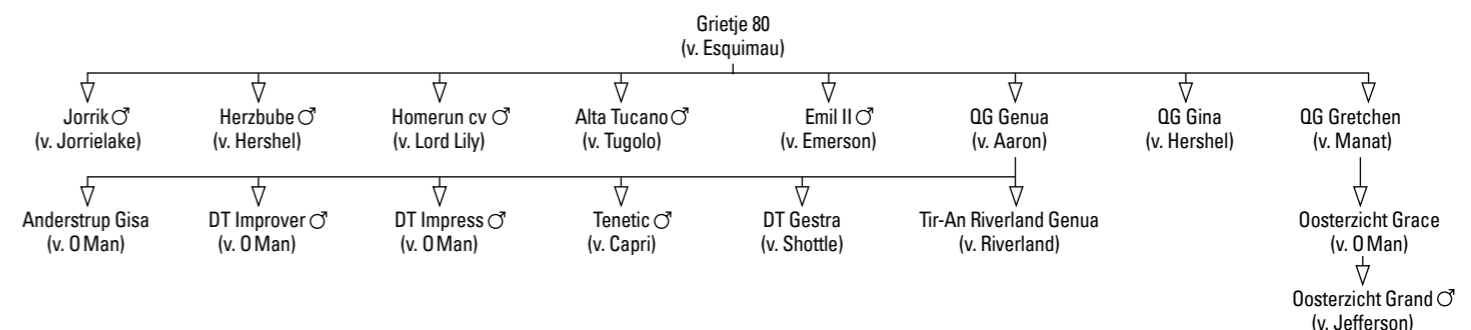 Grietje 80
(v. Esquimau)
Jorrik ♂ Herzbube ♂ Homerun cv ♂ Alta Tucano ♂ Emil II ♂ QG Genua QG Gina QG Gretchen
(v. Jorrielake) (v. Hershel) (v. Lord Lily) (v. Tugolo) (v. Emerson) (v. Aaron) (v. Hershel) (v. Manat)
Anderstrup Gisa DT Improver ♂ DT Impress ♂ Tenetic ♂ DT Gestra Tir-An Riverland Genua Oosterzicht Grace
(v. O Man) (v. O Man) (v. O Man) (v. Capri) (v. Shottle) (v. Riverland) (v. O Man)
Oosterzicht Grand ♂
(v. Jefferson)